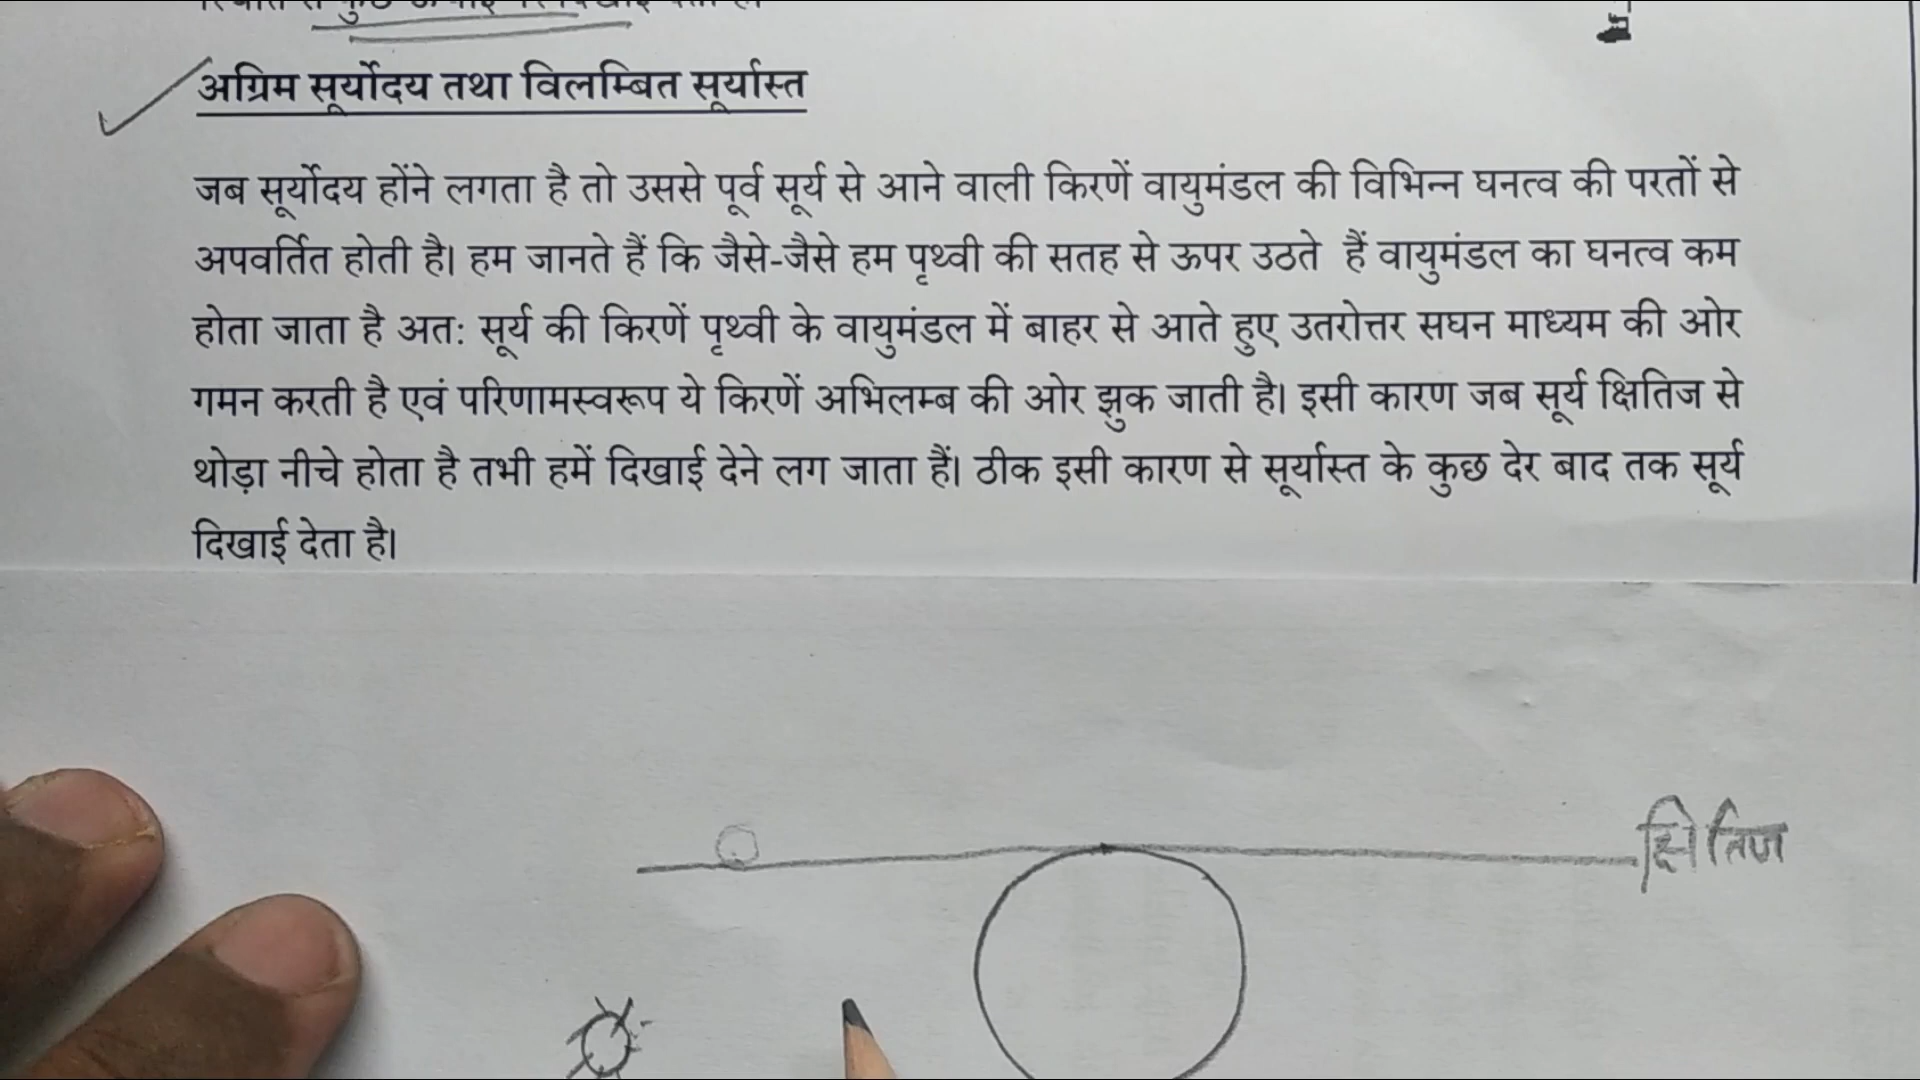 अग्रिम सूर्योदय तथा विलम्बित सूर्यास्त
जब सूर्योदय होंने लगता है तो उससे पूर्व सूर्य से आने वाली किरणें वायुमंडल की विभिन्न घनत्व की परतों से
अपवर्तित होती है। हम जानते हैं कि जैसे-जैसे हम पृथ्वी की सतह से ऊपर उठते हैं वायुमंडल का घनत्व कम
होता जाता है अत: सूर्य की किरणें पृथ्वी के वायुमंडल में बाहर से आते हुए उतरोत्तर सघन माध्यम की ओर
गमन करती है एवं परिणामस्वरूप ये किरणें अभिलम्ब की ओर झुक जाती है। इसी कारण जब सूर्य क्षितिज से
थोड़ा नीचे होता है तभी हमें दिखाई देने लग जाता हैं। ठीक इसी कारण से सूर्यास्त के कुछ देर बाद तक सूर्य
दिखाई देता है।
क्षितिज